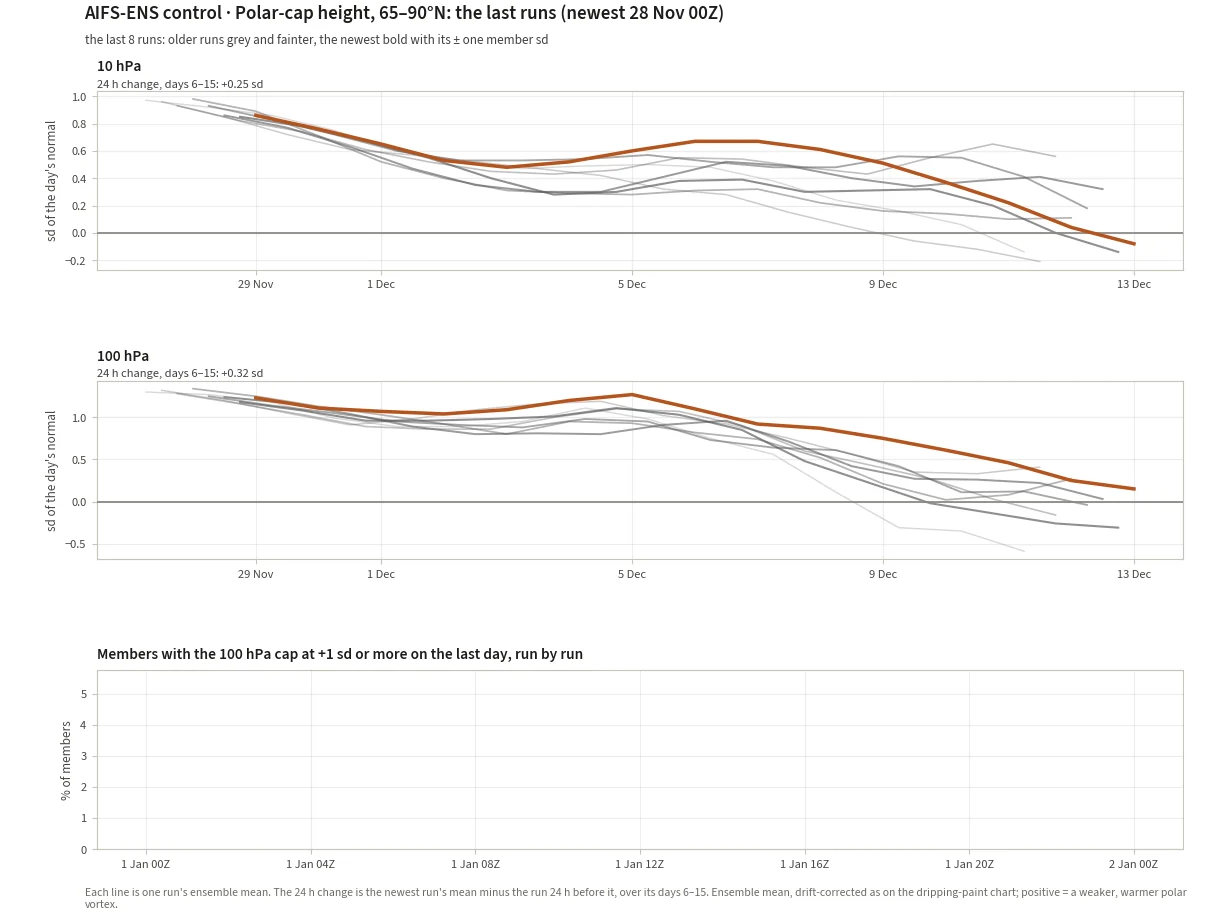 AIFS-ENS control · Polar-cap height, 65–90°N: the last runs (newest 28 Nov 00Z)
the last 8 runs: older runs grey and fainter, the newest bold with its ± one member sd
10 hPa
24 h change, days 6–15: +0.25 sd
sd of the day's normal
1.0
0.8
0.6
0.4
0.2
0.0
−0.2
29 Nov
1 Dec
5 Dec
9 Dec
13 Dec
100 hPa
24 h change, days 6–15: +0.32 sd
sd of the day's normal
1.0
0.5
0.0
−0.5
29 Nov
1 Dec
5 Dec
9 Dec
13 Dec
Members with the 100 hPa cap at +1 sd or more on the last day, run by run
% of members
5
4
3
2
1
0
1 Jan 00Z
1 Jan 04Z
1 Jan 08Z
1 Jan 12Z
1 Jan 16Z
1 Jan 20Z
2 Jan 00Z
Each line is one run's ensemble mean. The 24 h change is the newest run's mean minus the run 24 h before it, over its days 6–15. Ensemble mean, drift-corrected as on the dripping-paint chart; positive = a weaker, warmer polar
vortex.